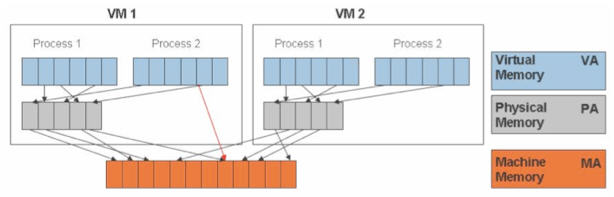 VM 1
VM 2
Process 1
Process 2
Process 1
Process 2
Virtual VA
Memory
Physical PA
Memory
Machine MA
Memory